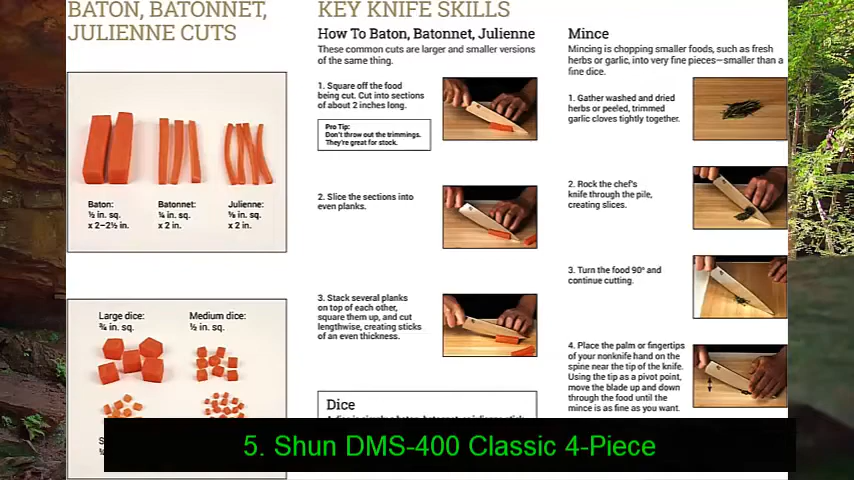 BATON, BATONNET,
JULIENNE CUTS
Baton:
½ in. sq.
x 2–2½ in.
Batonnet:
¼ in. sq.
x 2 in.
Julienne:
⅛ in. sq.
x 2 in.
Large dice:
¾ in. sq.
Medium dice:
½ in. sq.
KEY KNIFE SKILLS
How To Baton, Batonnet, Julienne
These common cuts are larger and smaller versions
of the same thing.
1. Square off the food
being cut. Cut into sections
of about 2 inches long.
Pro Tip:
Don't throw out the trimmings.
They're great for stock.
2. Slice the sections into
even planks.
3. Stack several planks
on top of each other,
square them up, and cut
lengthwise, creating sticks
of an even thickness.
Dice
Mince
Mincing is chopping smaller foods, such as fresh
herbs or garlic, into very fine pieces—smaller than a
fine dice.
1. Gather washed and dried
herbs or peeled, trimmed
garlic cloves tightly together.
2. Rock the chef's
knife through the pile,
creating slices.
3. Turn the food 90º and
continue cutting.
4. Place the palm or fingertips
of your nonknife hand on the
spine near the tip of the knife.
Using the tip as a pivot point,
move the blade up and down
through the food until the
mince is as fine as you want.
5. Shun DMS-400 Classic 4-Piece